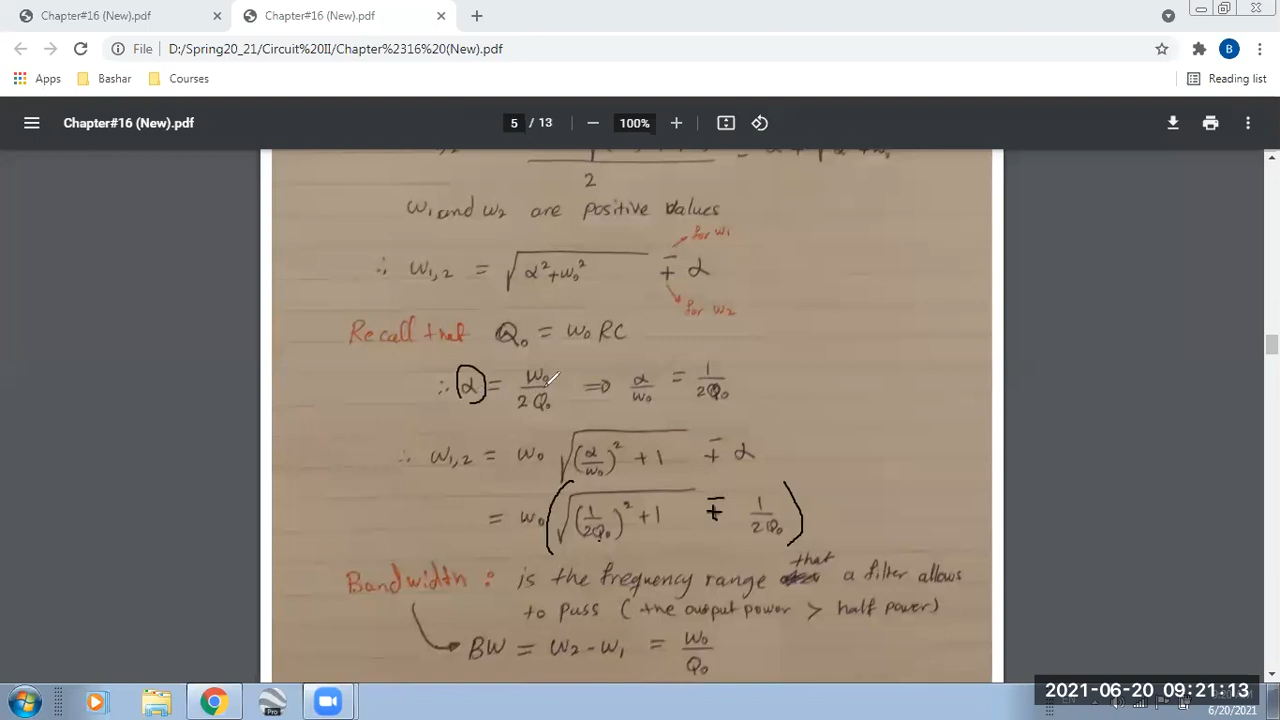 Chapter#16 (New).pdf
Chapter#16 (New).pdf
File D:/Spring20_21/Circuit%20II/Chapter%2316%20(New).pdf
B
Apps Bashar Courses Reading list
Chapter#16 (New).pdf 5 / 13 100%
2
ω1 and ω2 are positive values
for ω1
∴ ω1,2 = √(α² + ω0²) ∓ α
for ω2
Recall that Q0 = ω0 RC
∴ α = ω0 / 2Q0 ⇒ α / ω0 = 1 / 2Q0
∴ ω1,2 = ω0 √((α / ω0)² + 1) ∓ α
= ω0 (√((1 / 2Q0)² + 1) ∓ 1 / 2Q0)
Bandwidth : is the frequency range that a filter allows
to puss (the output power > half power)
BW = ω2 - ω1 = ω0 / Q0
2021-06-20 09:21:13
6/20/2021